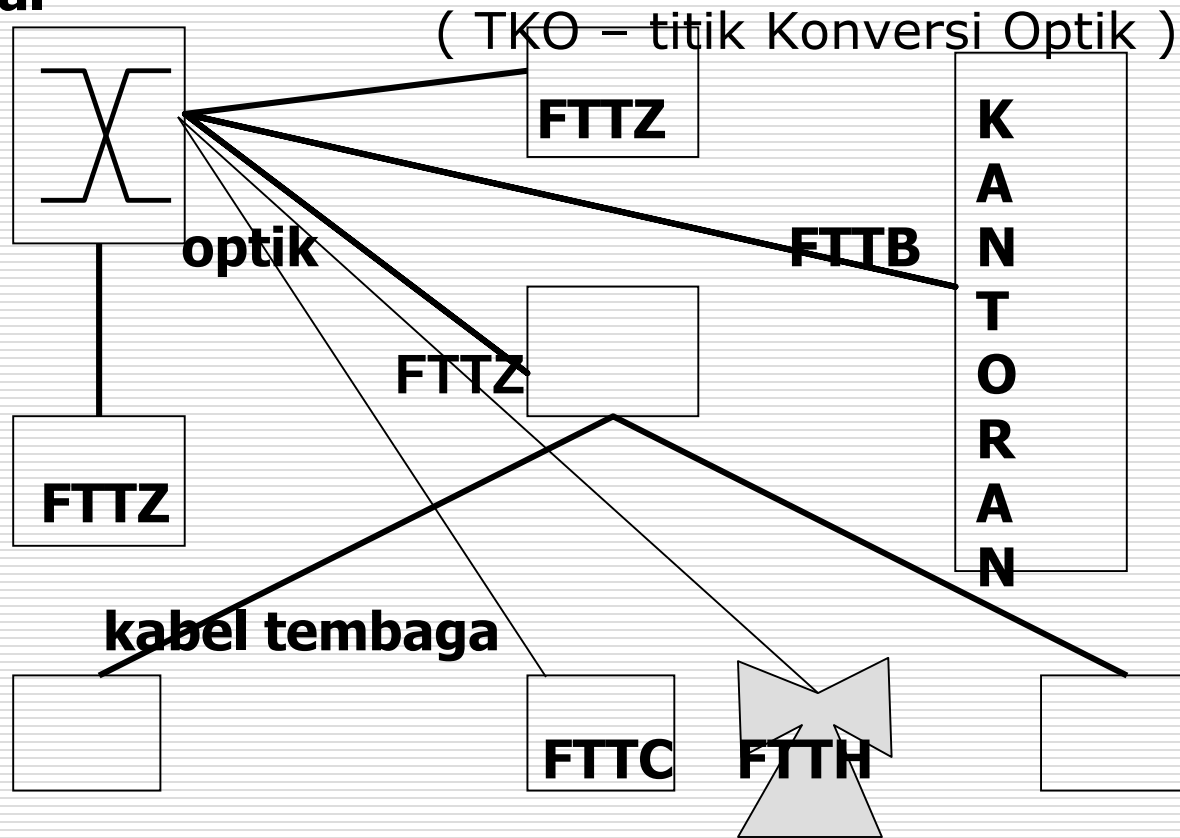 ( TKO – titik Konversi Optik )
FTTZ
K
A
N
T
O
R
A
N
optik
FTTB
FTTZ
FTTZ
kabel tembaga
FTTC
FTTH